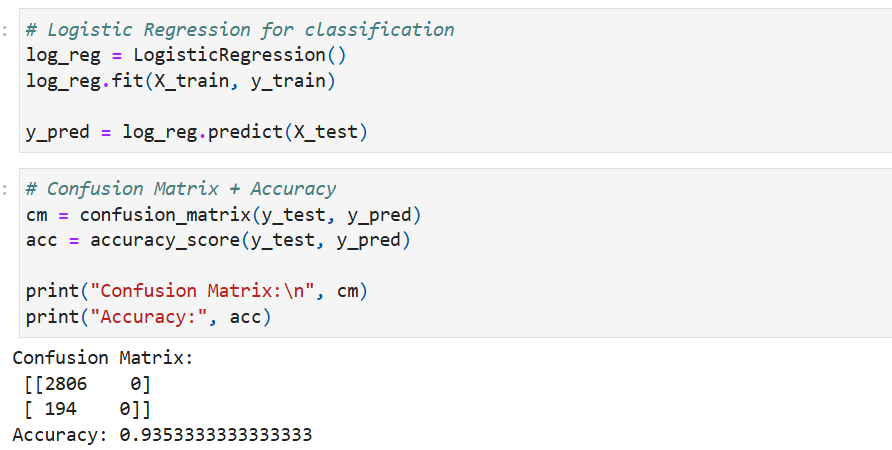 : # Logistic Regression for classification
log_reg = LogisticRegression()
log_reg.fit(X_train, y_train)
y_pred = log_reg.predict(X_test)
: # Confusion Matrix + Accuracy
cm = confusion_matrix(y_test, y_pred)
acc = accuracy_score(y_test, y_pred)
print("Confusion Matrix:\n", cm)
print("Accuracy:", acc)
Confusion Matrix:
[[2806    0]
[ 194    0]]
Accuracy: 0.9353333333333333